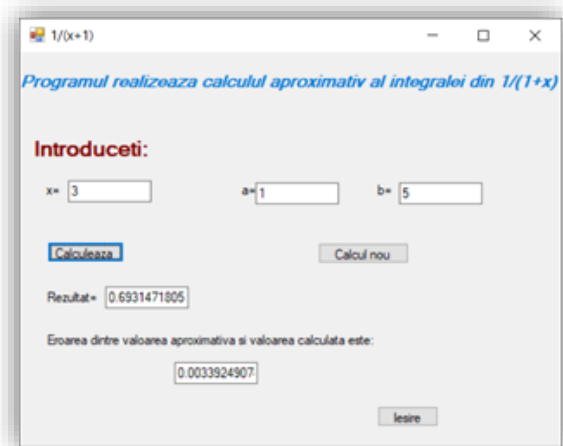 1/(x+1)
Programul realizeaza calculul aproximativ al integralei din 1/(1+x)
Introduceti:
x= 3 a= 1 b= 5
Calculeaza Calcul nou
Rezultat= 0.6931471805
Eroarea dintre valoarea aproximativa si valoarea calculata este:
0.0033924907
Iesire